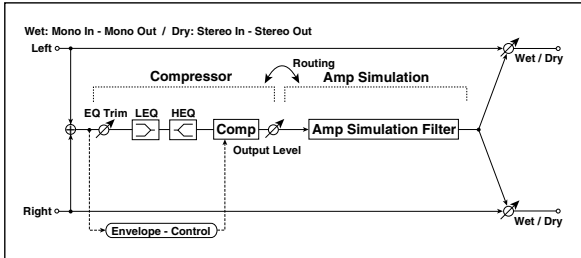 Wet: Mono In - Mono Out / Dry: Stereo In - Stereo Out
Left
Wet / Dry
Routing
Compressor
Amp Simulation
EQ Trim
LEQ
HEQ
Comp
Amp Simulation Filter
Output Level
Right
Wet / Dry
Envelope - Control